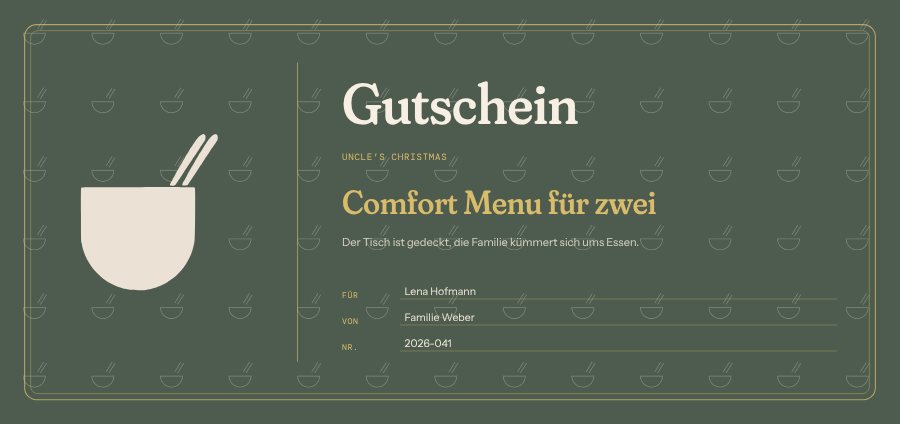 Gutschein
UNCLE'S CHRISTMAS
Comfort Menu für zwei
Der Tisch ist gedeckt, die Familie kümmert sich ums Essen.
FÜR Lena Hofmann
VON Familie Weber
NR. 2026-041